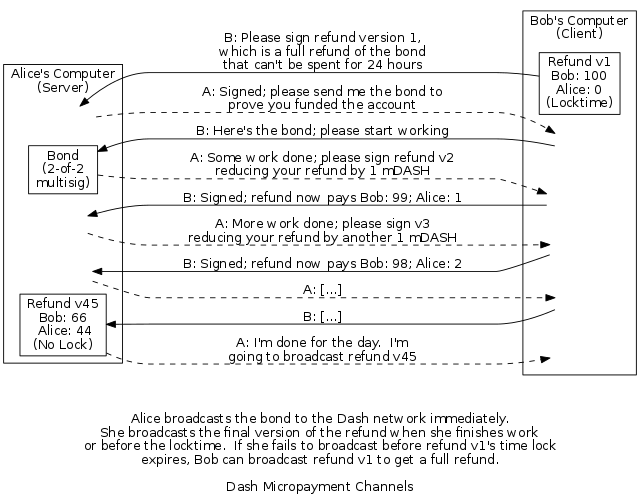 Bob's Computer
(Client)
B: Please sign refund version 1,
which is a full refund of the bond
that can't be spent for 24 hours
Refund v1
Bob: 100
Alice: 0
(Locktime)
Alice's Computer
(Server)
A: Signed; please send me the bond to
prove you funded the account
B: Here's the bond; please start working
Bond
(2-of-2
multisig)
A: Some work done; please sign refund v2
reducing your refund by 1 mDASH
B: Signed; refund now pays Bob: 99; Alice: 1
A: More work done; please sign v3
reducing your refund by another 1 mDASH
B: Signed; refund now pays Bob: 98; Alice: 2
A: [...]
Refund v45
Bob: 66
Alice: 44
(No Lock)
B: [...]
A: I'm done for the day. I'm
going to broadcast refund v45
Alice broadcasts the bond to the Dash network immediately.
She broadcasts the final version of the refund when she finishes work
or before the locktime. If she fails to broadcast before refund v1's time lock
expires, Bob can broadcast refund v1 to get a full refund.
Dash Micropayment Channels